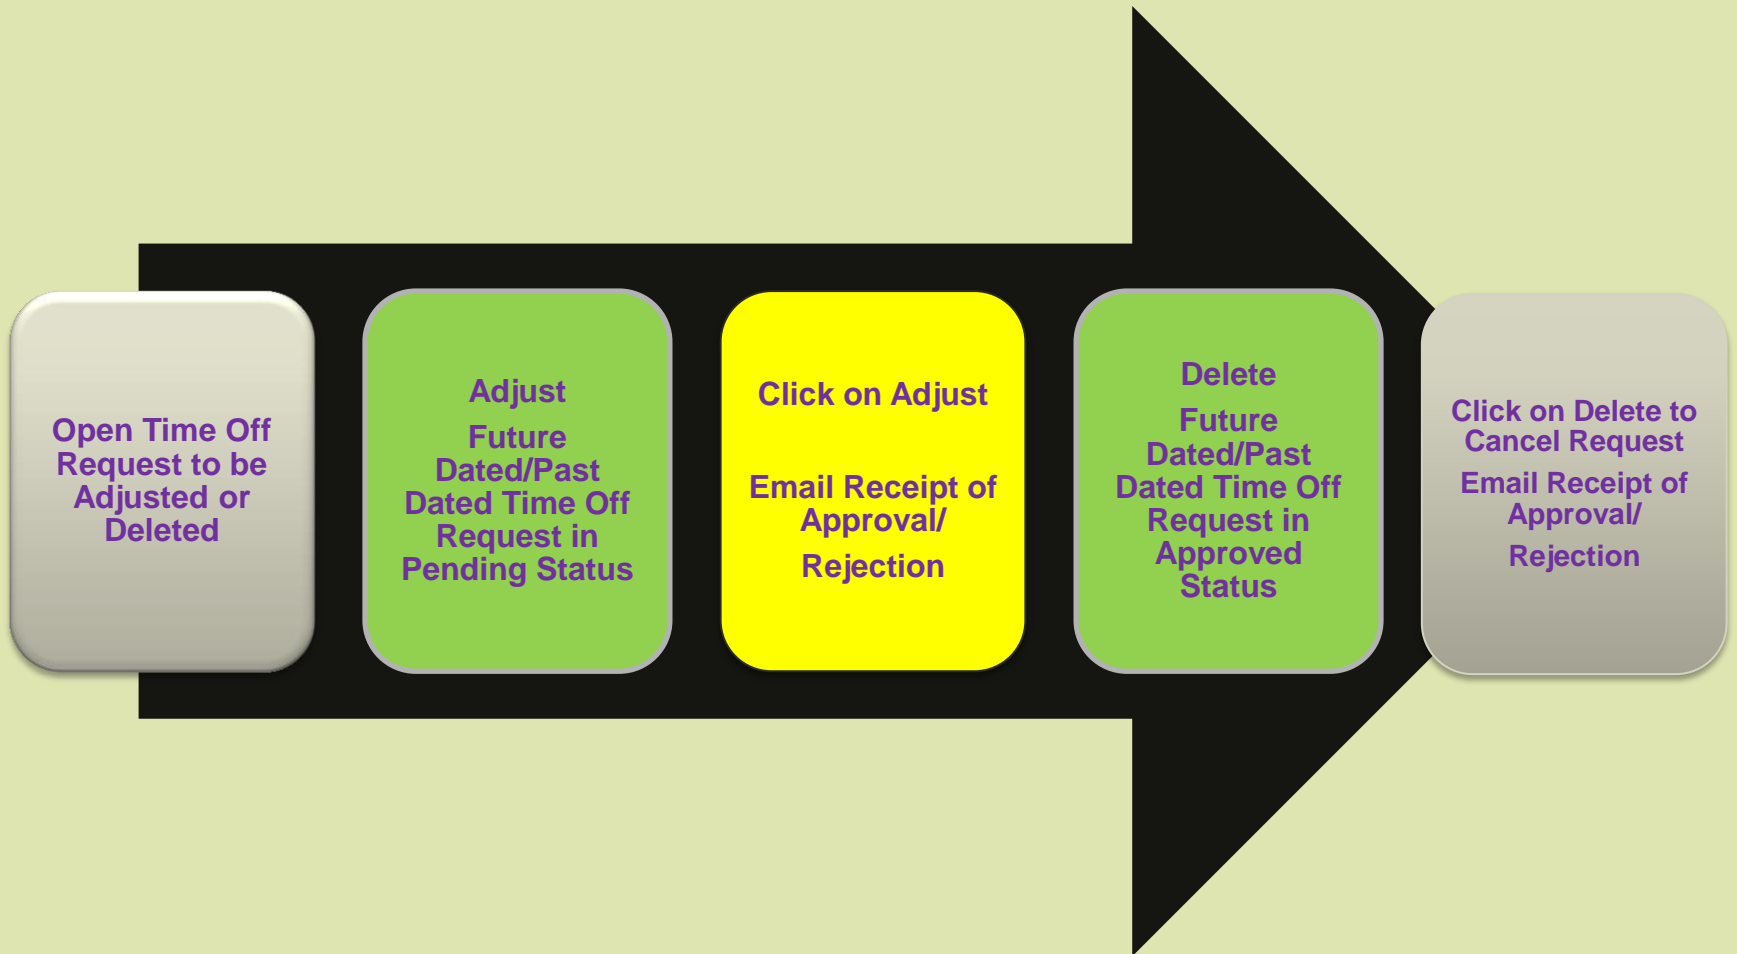 Open Time Off
Request to be
Adjusted or
Deleted
Adjust
Future
Dated/Past
Dated Time Off
Request in
Pending Status
Click on Adjust
Email Receipt of
Approval/
Rejection
Delete
Future
Dated/Past
Dated Time Off
Request in
Approved
Status
Click on Delete to
Cancel Request
Email Receipt of
Approval/
Rejection